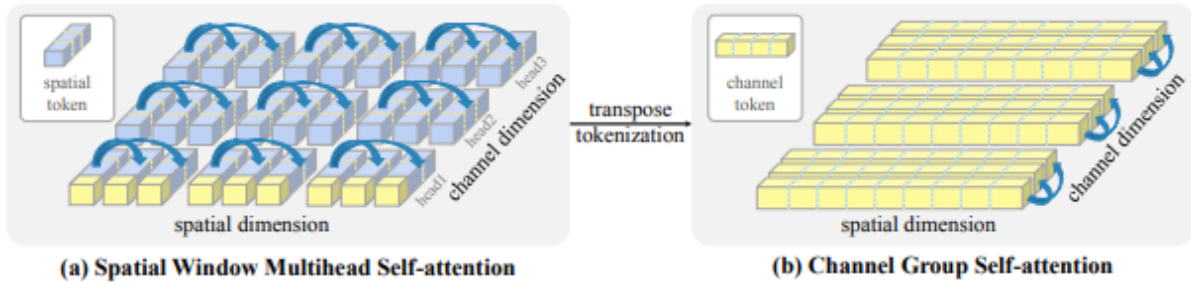 spatial
token
head3
head2
head1
channel dimension
spatial dimension
transpose
tokenization
channel
token
channel dimension
spatial dimension
(a) Spatial Window Multihead Self-attention
(b) Channel Group Self-attention